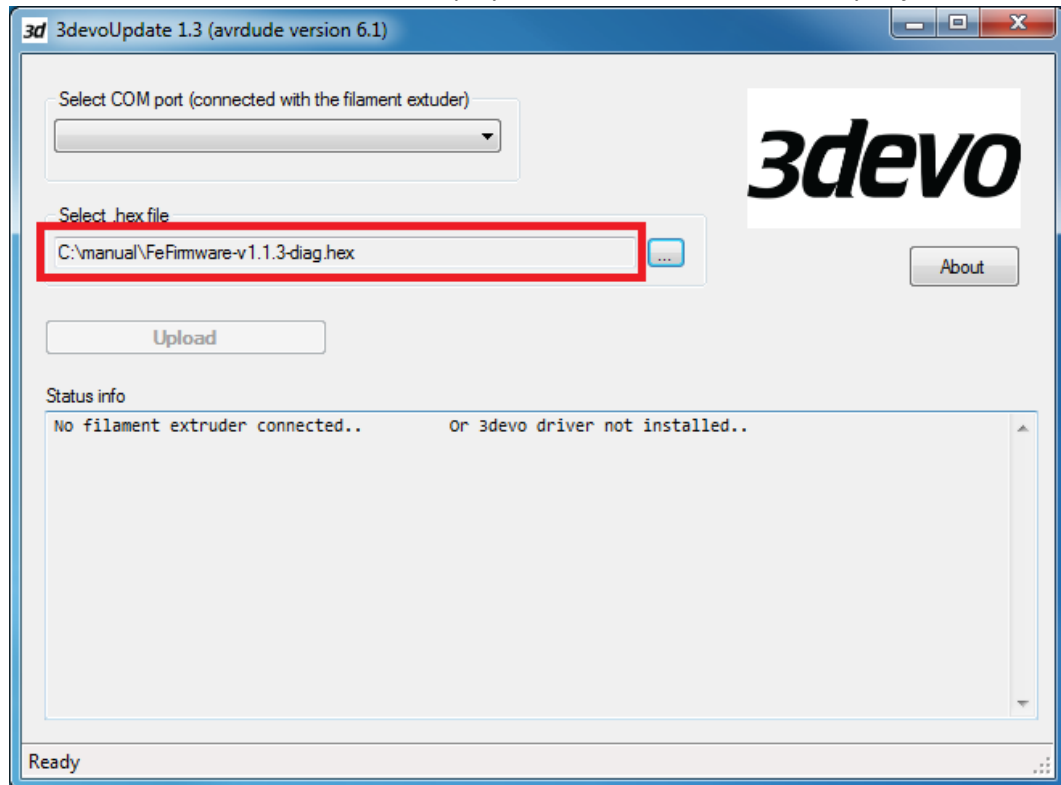 3d 3devoUpdate 1.3 (avrdude version 6.1)
Select COM port (connected with the filament extuder)
3devo
Select .hex file
C:\manual\FeFirmware-v1.1.3-diag.hex
...
About
Upload
Status info
No filament extruder connected.. Or 3devo driver not installed..
Ready